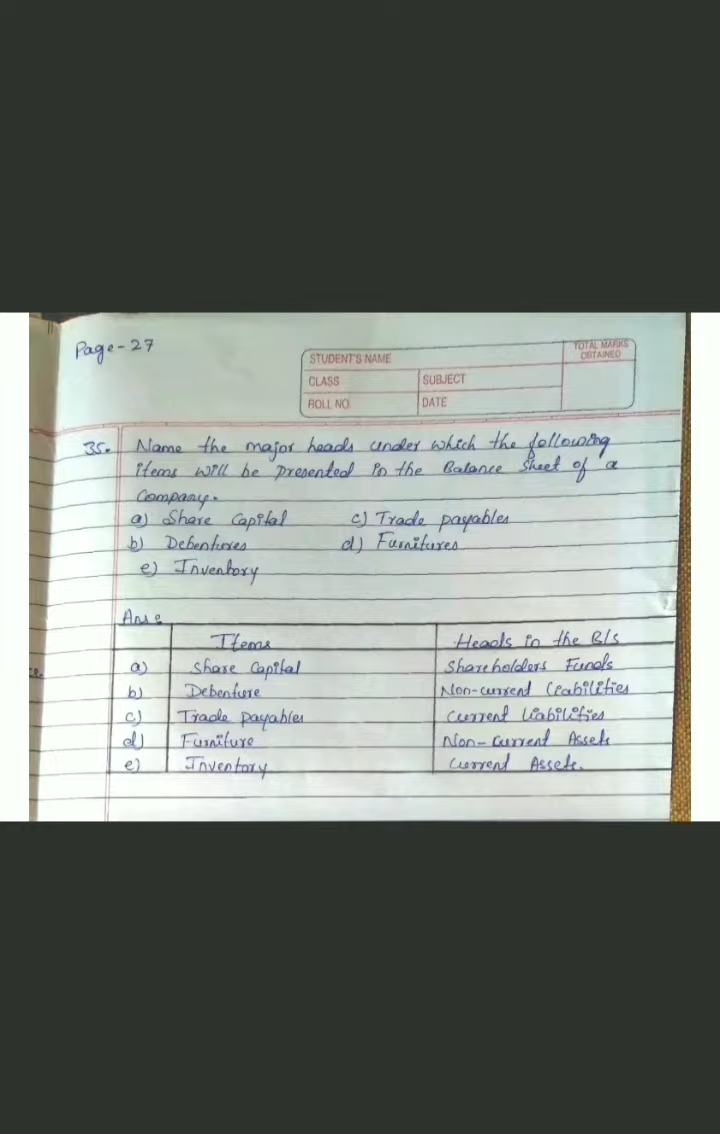 Page-27
TOTAL MARKS
OBTAINED
STUDENT'S NAME
CLASS SUBJECT
ROLL NO. DATE
35. Name the major heads under which the following
items will be presented in the Balance Sheet of a
Company.
a) Share Capital c) Trade payables
b) Debentures d) Furnitures
e) Inventory
Ans
Items Heads in the B/S
a) Share Capital Shareholders Funds
b) Debenture Non-current Liabilities
c) Trade payables Current Liabilities
d) Furniture Non-Current Assets
e) Inventory Current Assets.